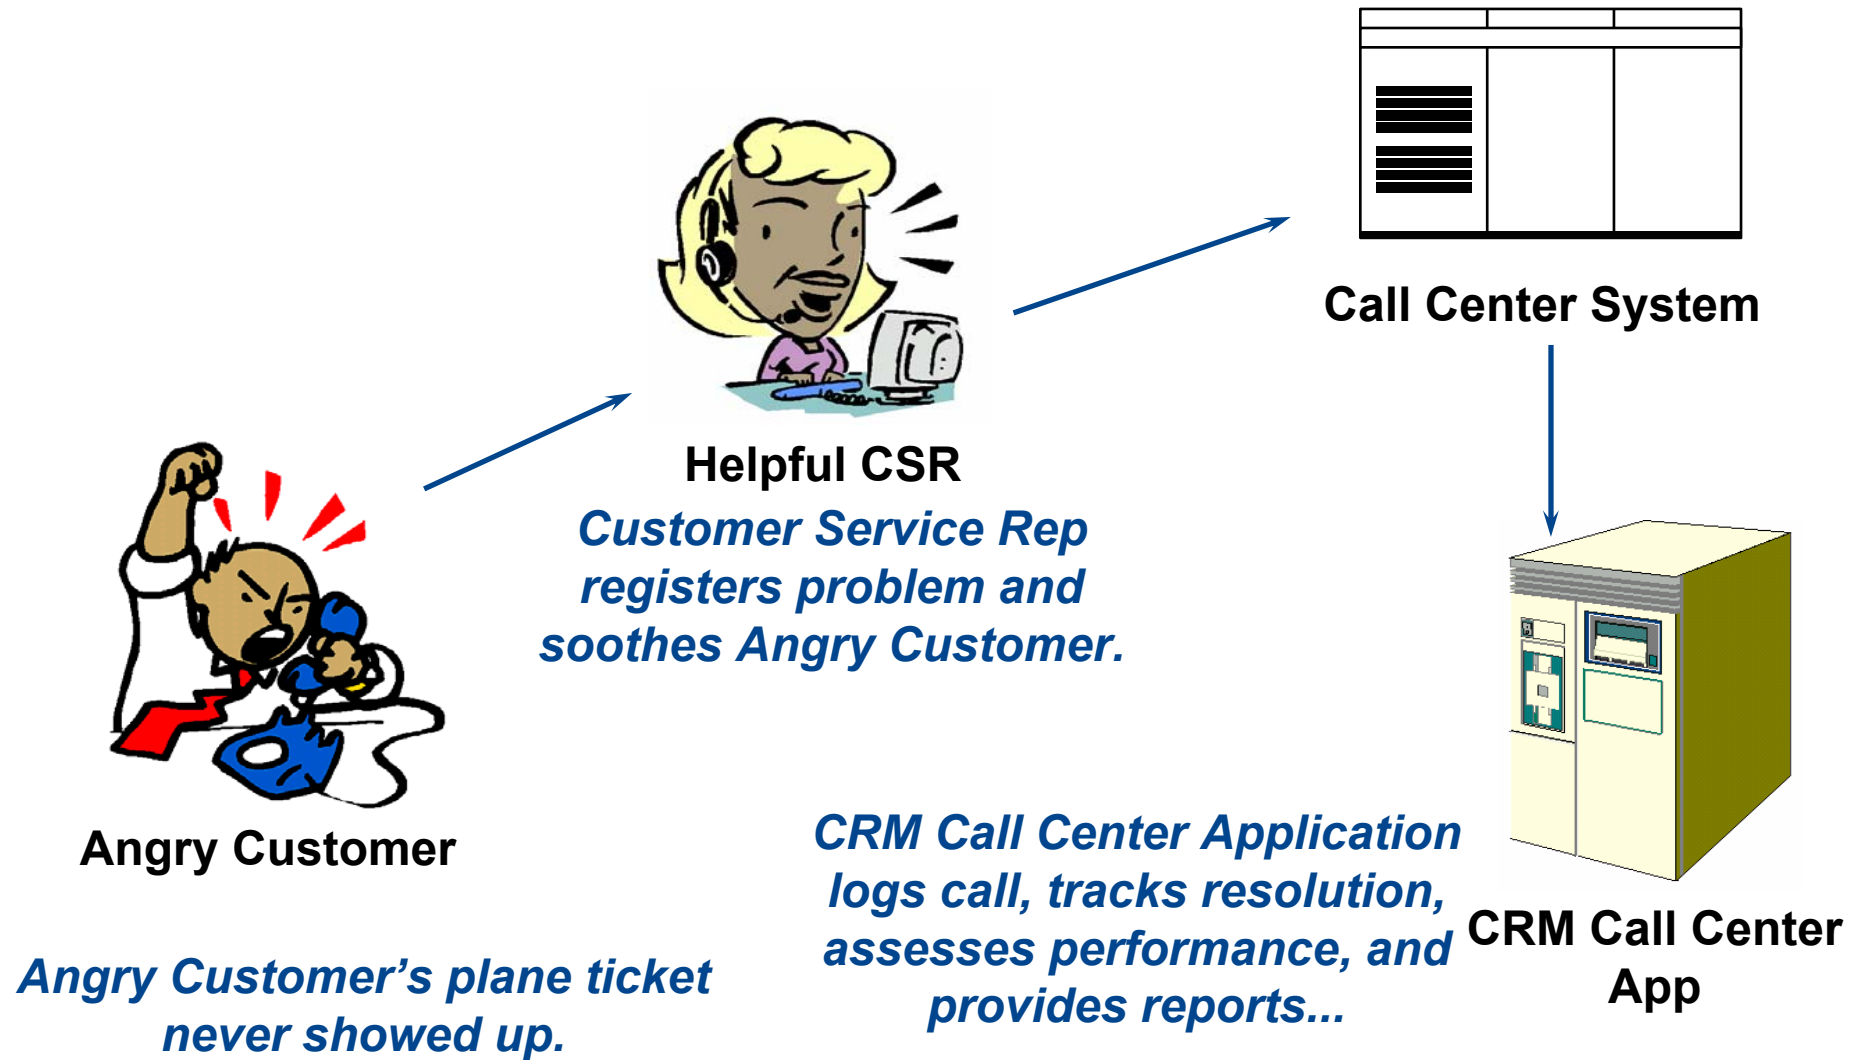 Call Center System
Helpful CSR
Customer Service Rep
registers problem and
soothes Angry Customer.
Angry Customer
Angry Customer’s plane ticket
never showed up.
CRM Call Center Application
logs call, tracks resolution,
assesses performance, and
provides reports...
CRM Call Center
App